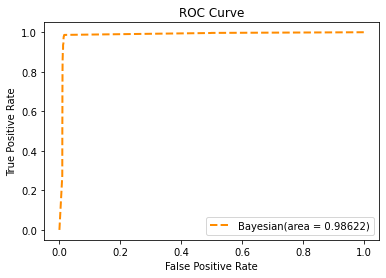 ROC Curve
True Positive Rate
1.0
0.8
0.6
0.4
0.2
0.0
Bayesian(area = 0.98622)
0.0 0.2 0.4 0.6 0.8 1.0
False Positive Rate